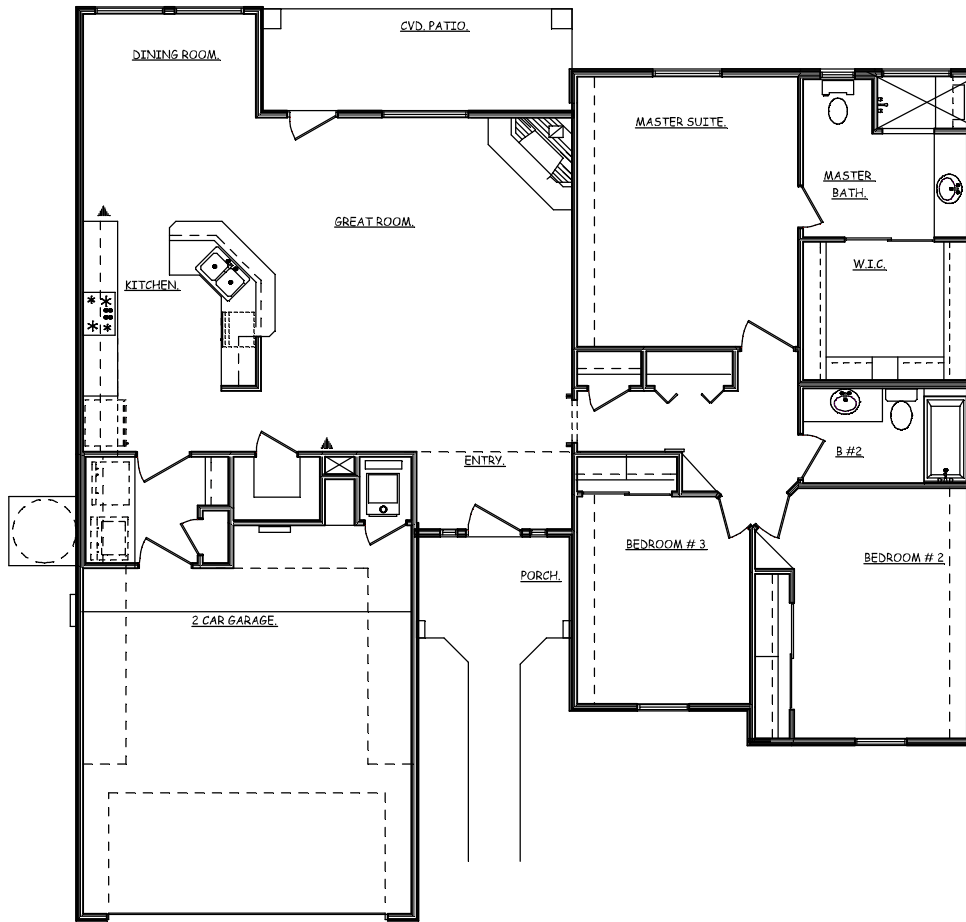 CVD. PATIO.
DINING ROOM.
MASTER SUITE.
MASTER
BATH.
GREAT ROOM.
W.I.C.
KITCHEN.
B #2
ENTRY.
BEDROOM # 3
BEDROOM # 2
PORCH.
2 CAR GARAGE.